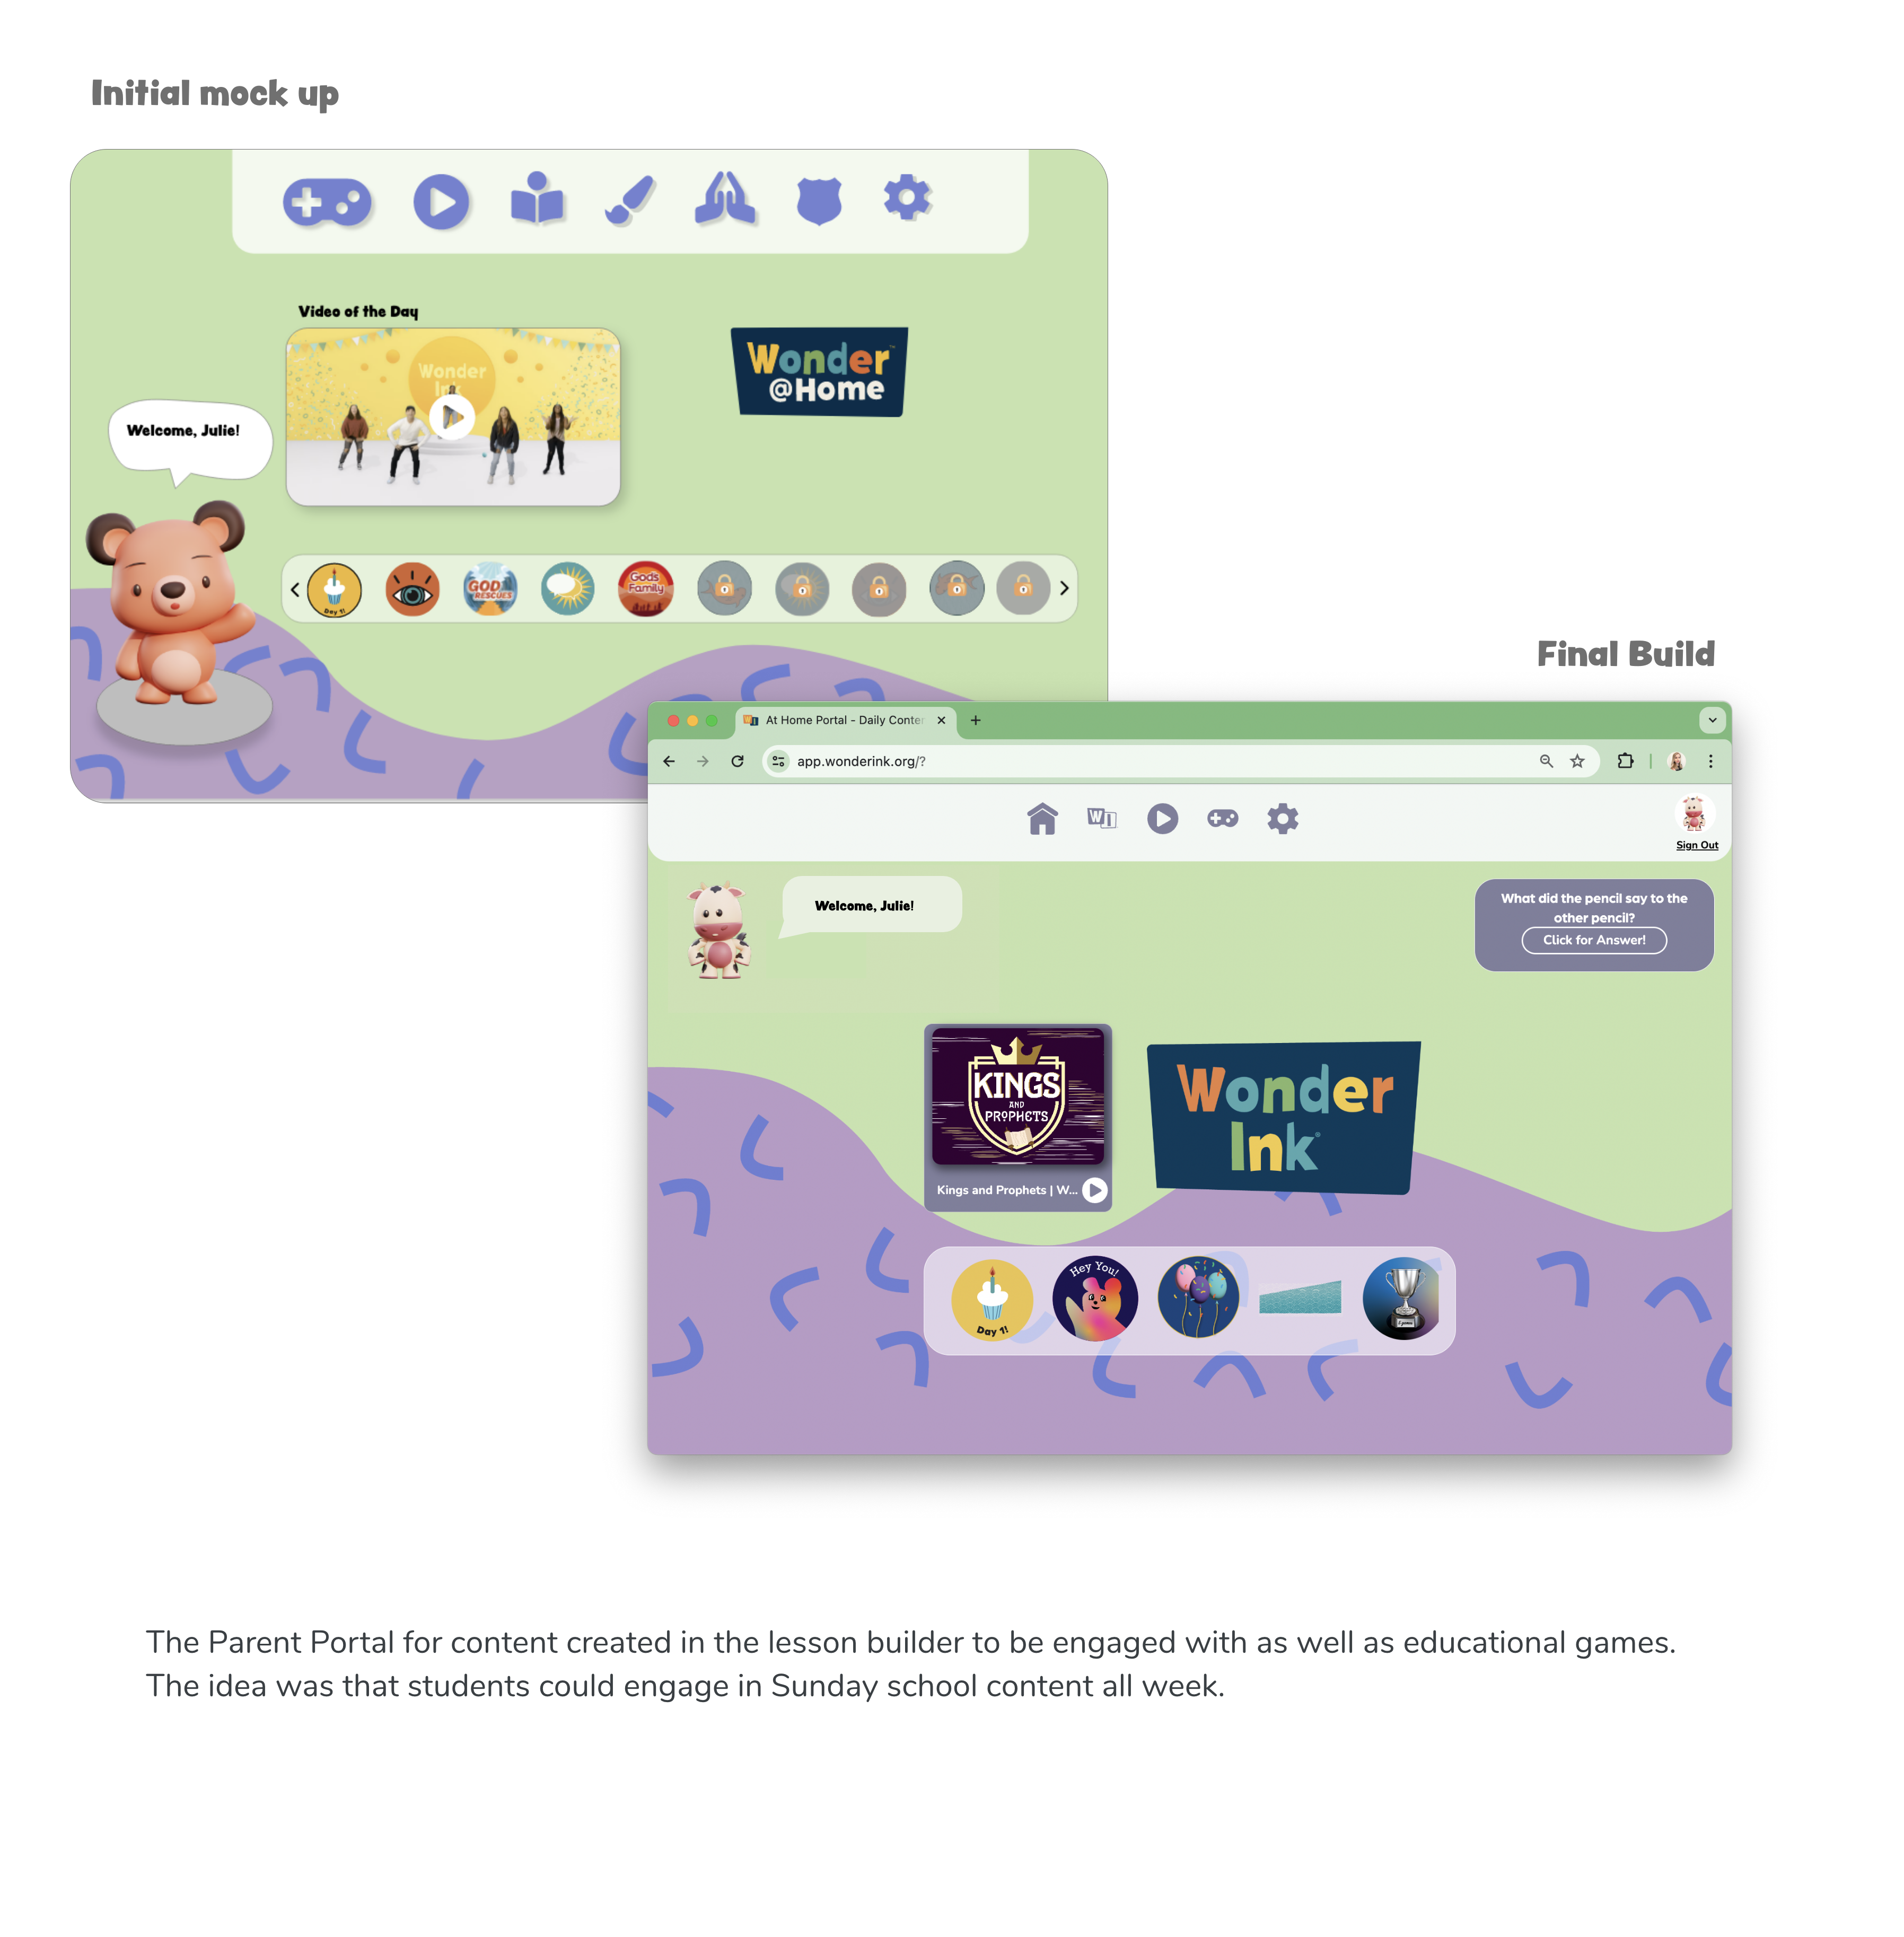 Initial mock up
Video of the Day
Wonder
Ink
Wonder™
@Home
Welcome, Julie!
Day 1!
GOD
RESCUES
Gods
Family
Final Build
At Home Portal - Daily Conter
app.wonderink.org/?
W I
Sign Out
Welcome, Julie!
What did the pencil say to the
other pencil?
Click for Answer!
KINGS
AND
PROPHETS
Kings and Prophets | W...
Wonder
Ink
Day 1!
Hey You!
The Parent Portal for content created in the lesson builder to be engaged with as well as educational games.
The idea was that students could engage in Sunday school content all week.